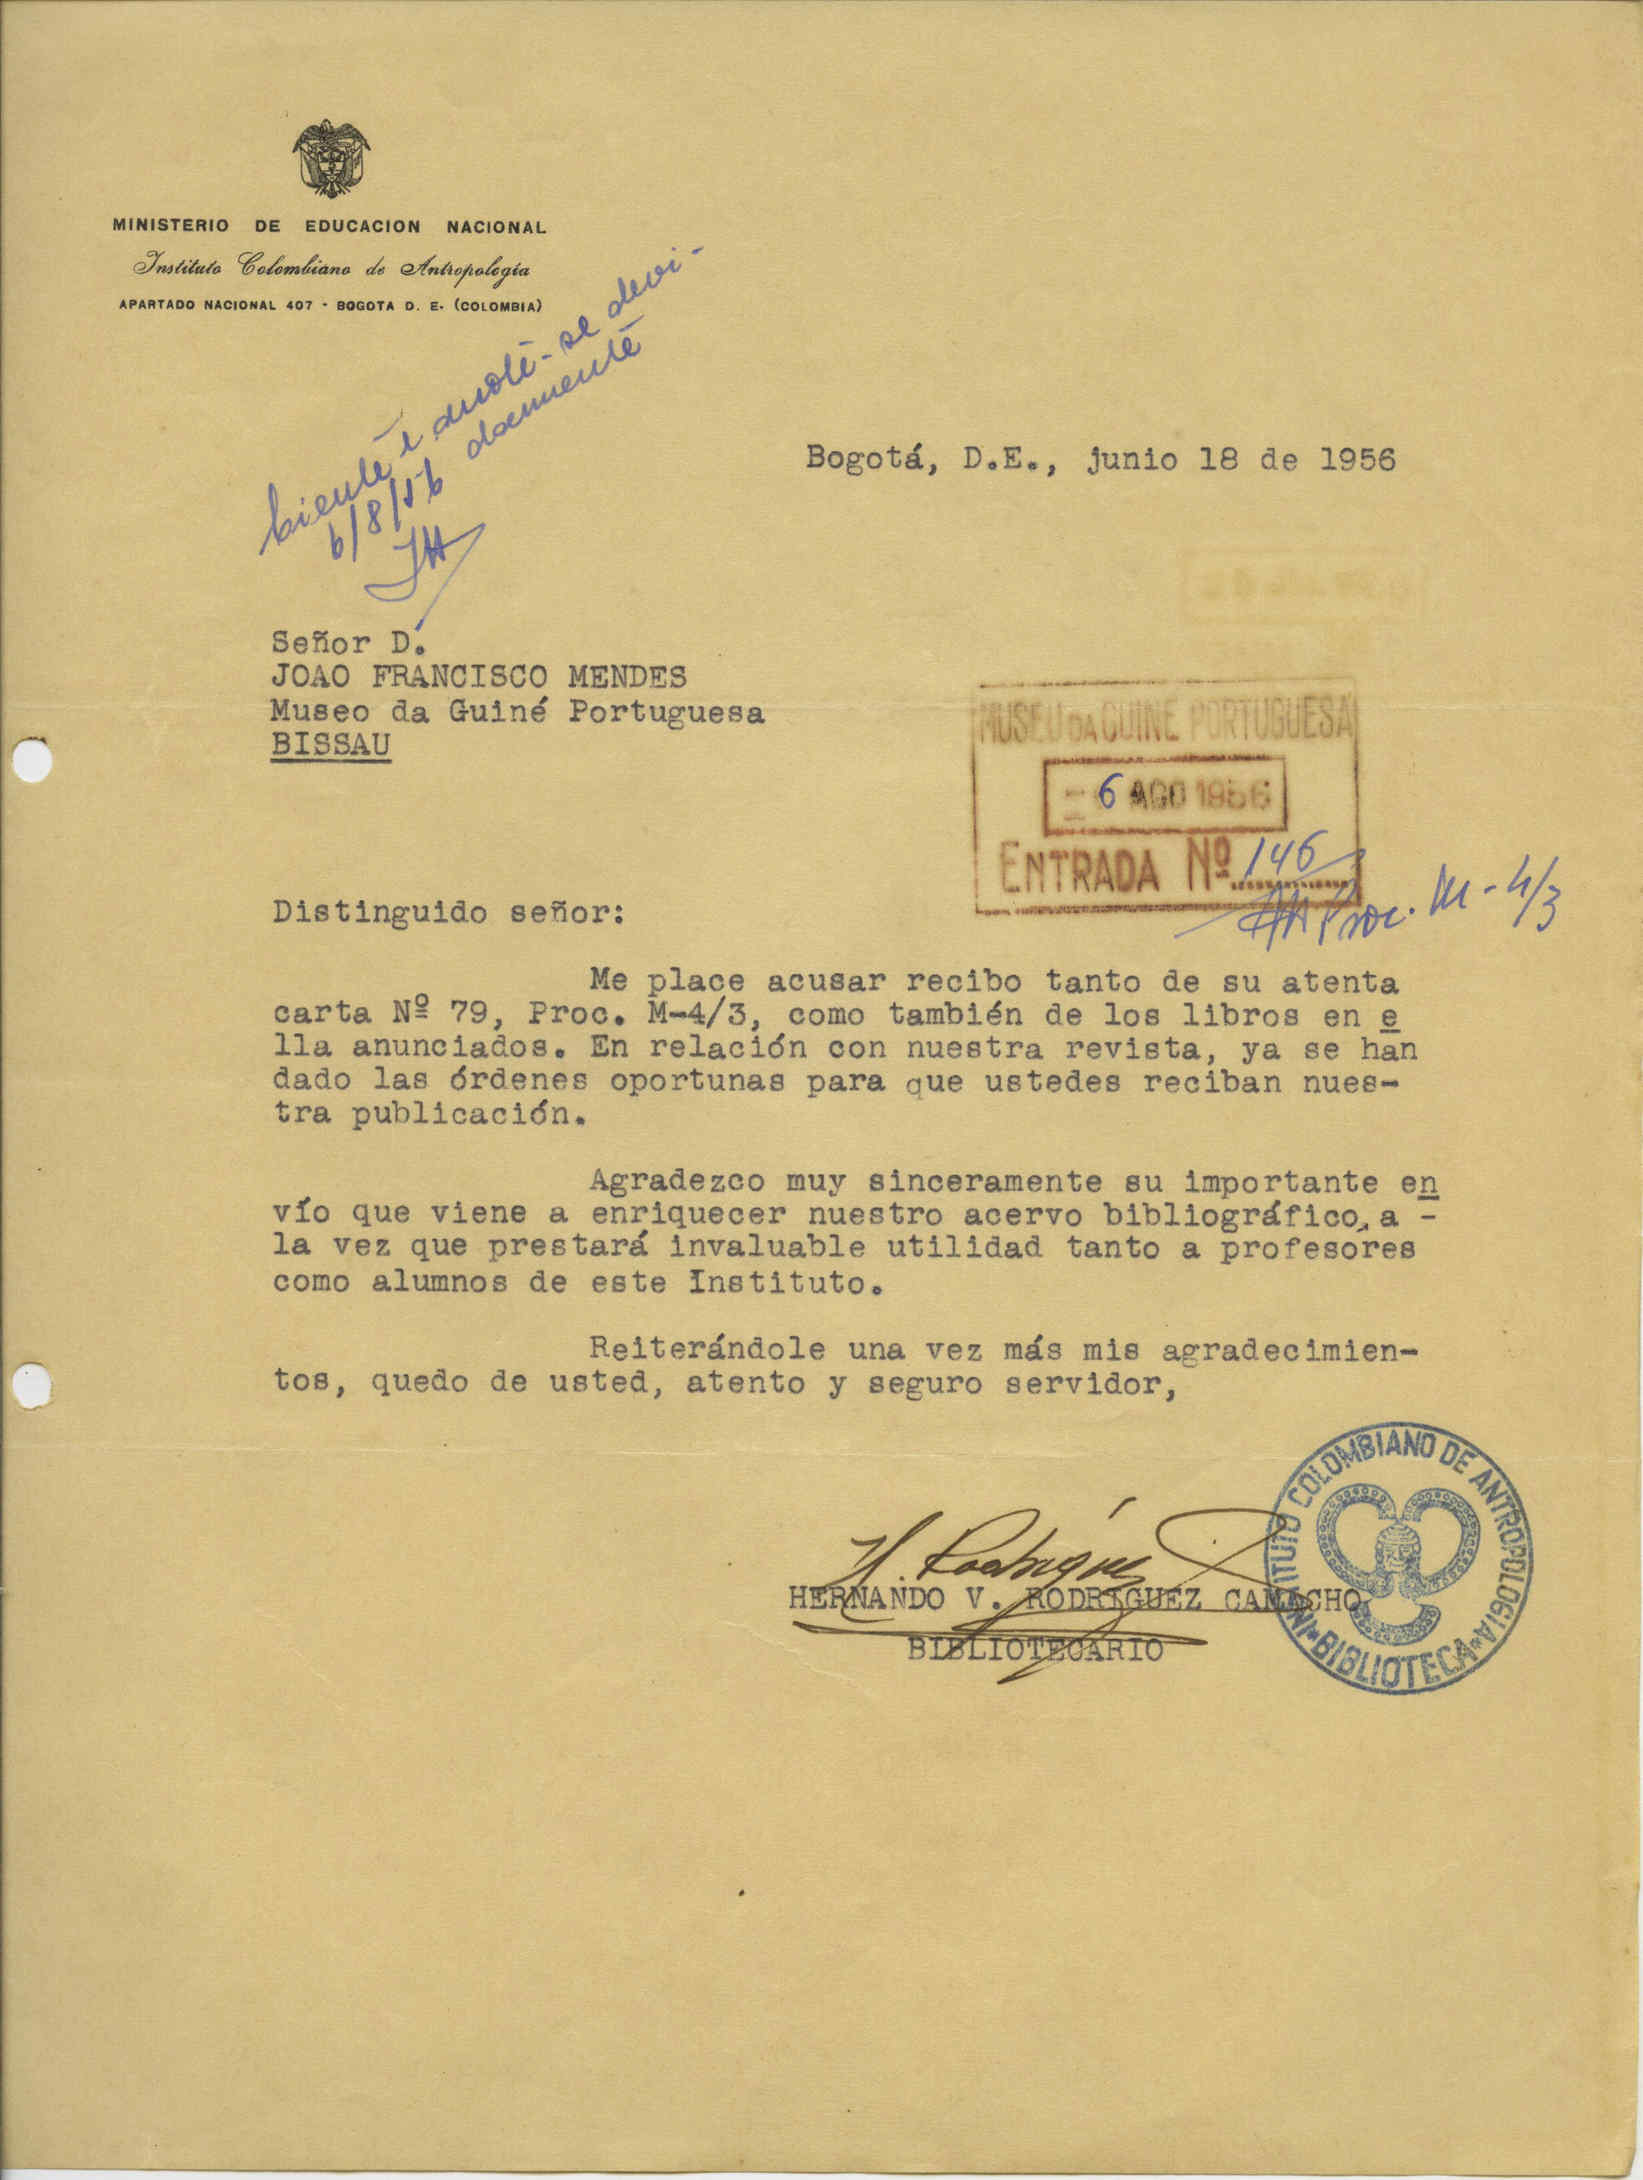 MINISTERIO DE EDUCACION NACIONAL
Instituto Colombiano de Antropología
APARTADO NACIONAL 407 - BOGOTA D. E. (COLOMBIA)
Ciente e anote-se devi-
damente
6/8/56
Bogotá, D.E., junio 18 de 1956
Señor D.
JOAO FRANCISCO MENDES
Museo da Guiné Portuguesa
BISSAU
MUSEU DA GUINE PORTUGUESA
- 6 AGO 1956
ENTRADA Nº 146
Proc. M-4/3
Distinguido señor:
Me place acusar recibo tanto de su atenta
carta Nº 79, Proc. M-4/3, como también de los libros en e
lla anunciados. En relación con nuestra revista, ya se han
dado las órdenes oportunas para que ustedes reciban nues-
tra publicación.
Agradezco muy sinceramente su importante en
vío que viene a enriquecer nuestro acervo bibliográfico, a -
la vez que prestará invaluable utilidad tanto a profesores
como alumnos de este Instituto.
Reiterándole una vez más mis agradecimien-
tos, quedo de usted, atento y seguro servidor,
H. Rodríguez
HERNANDO V. RODRIGUEZ CAMACHO
BIBLIOTECARIO
INSTITUTO COLOMBIANO DE ANTROPOLOGIA
*BIBLIOTECA*